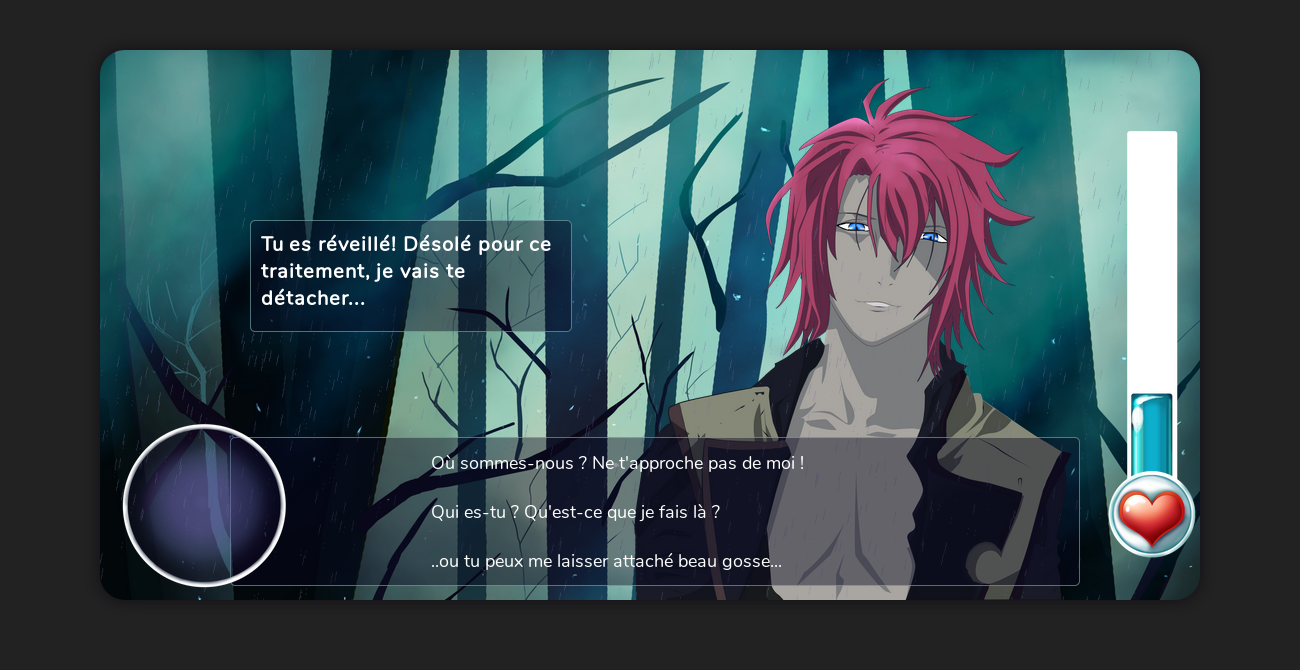 Tu es réveillé! Désolé pour ce
traitement, je vais te
détacher...
Où sommes-nous ? Ne t'approche pas de moi !
Qui es-tu ? Qu'est-ce que je fais là ?
..ou tu peux me laisser attaché beau gosse...